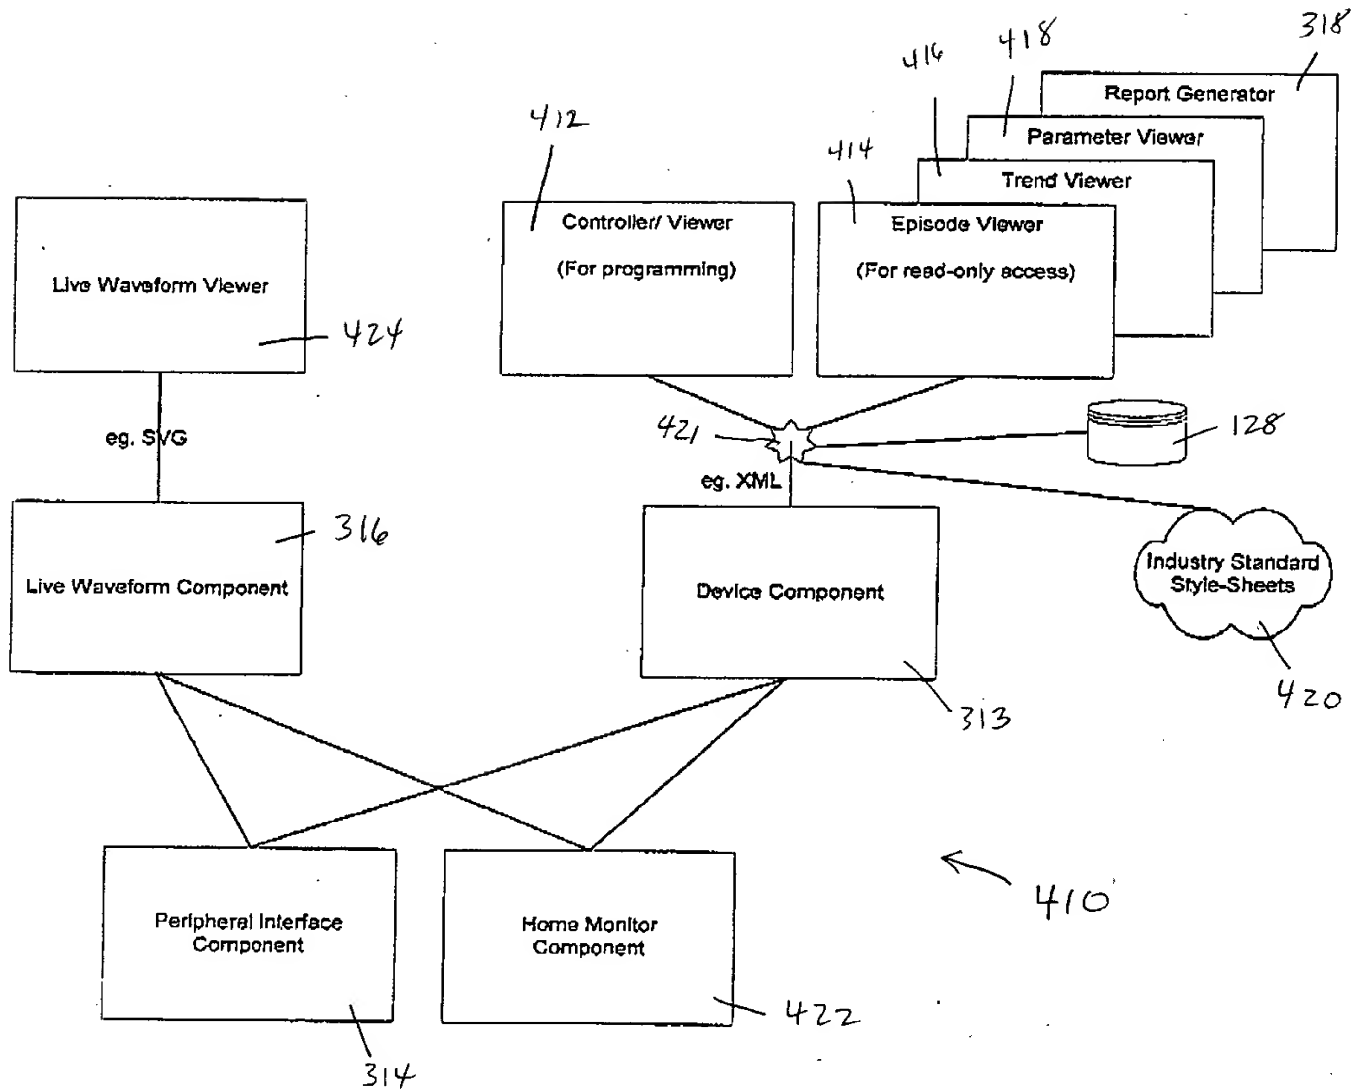 318
418
416
Report Generator
412
Parameter Viewer
414
Trend Viewer
Controller/ Viewer
(For programming)
Episode Viewer
(For read-only access)
Live Waveform Viewer
424
421
128
eg. SVG
eg. XML
316
Live Waveform Component
Device Component
Industry Standard
Style-Sheets
420
313
410
Peripheral Interface
Component
Home Monitor
Component
422
314